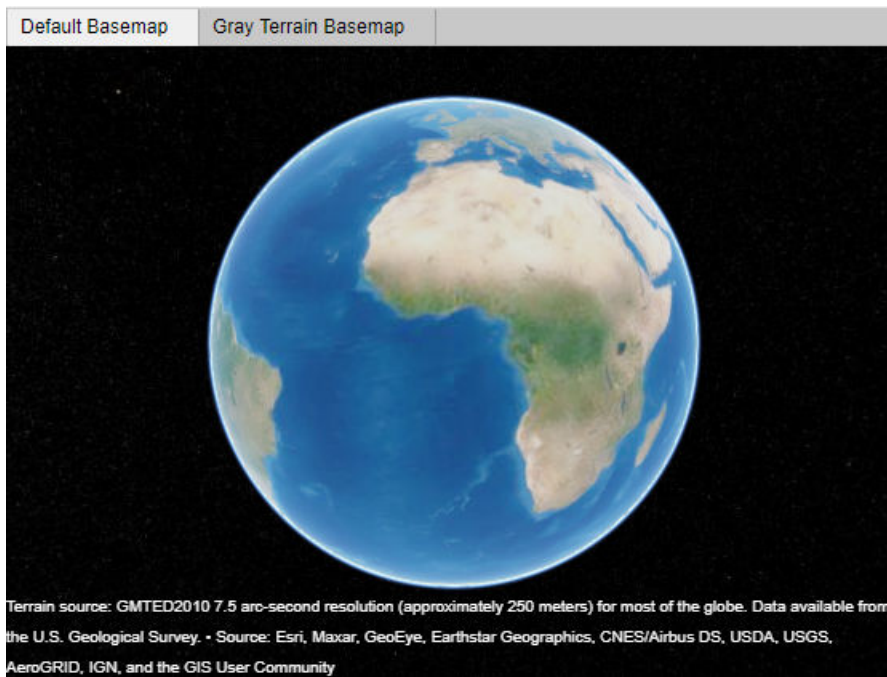 Default Basemap
Gray Terrain Basemap
Terrain source: GMTED2010 7.5 arc-second resolution (approximately 250 meters) for most of the globe. Data available from
the U.S. Geological Survey. • Source: Esri, Maxar, GeoEye, Earthstar Geographics, CNES/Airbus DS, USDA, USGS,
AeroGRID, IGN, and the GIS User Community